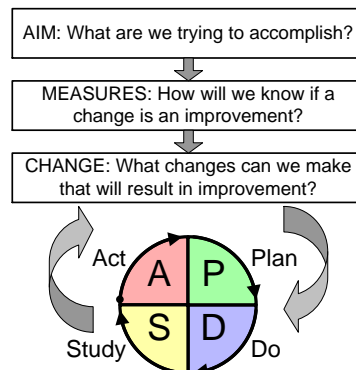 AIM: What are we trying to accomplish?
MEASURES: How will we know if a
change is an improvement?
CHANGE: What changes can we make
that will result in improvement?
Act
A
P
Plan
Study
S
D
Do